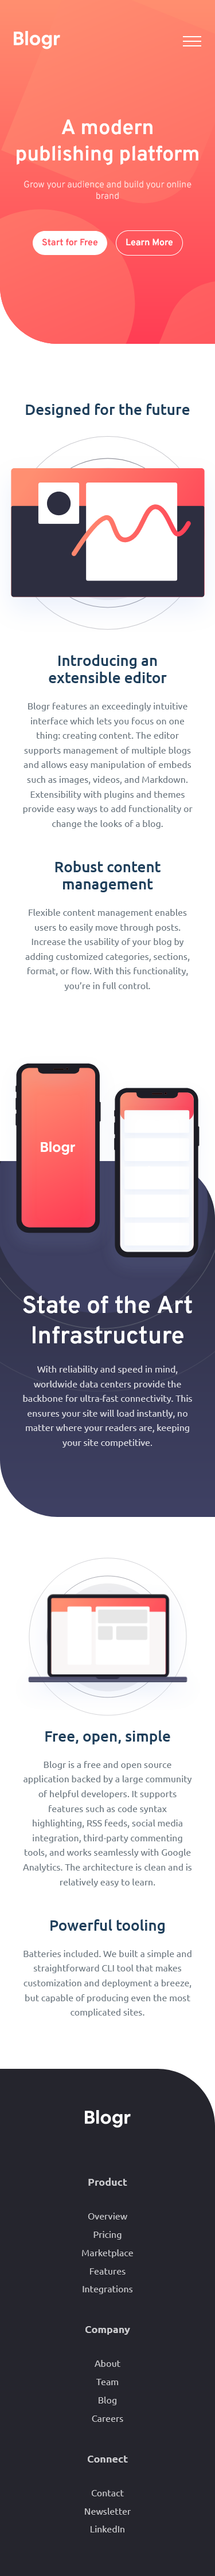 Blogr
A modern
publishing platform
Grow your audience and build your online
brand
Start for Free
Learn More
Designed for the future
Introducing an
extensible editor
Blogr features an exceedingly intuitive
interface which lets you focus on one
thing: creating content. The editor
supports management of multiple blogs
and allows easy manipulation of embeds
such as images, videos, and Markdown.
Extensibility with plugins and themes
provide easy ways to add functionality or
change the looks of a blog.
Robust content
management
Flexible content management enables
users to easily move through posts.
Increase the usability of your blog by
adding customized categories, sections,
format, or flow. With this functionality,
you’re in full control.
Blogr
State of the Art
Infrastructure
With reliability and speed in mind,
worldwide data centers provide the
backbone for ultra-fast connectivity. This
ensures your site will load instantly, no
matter where your readers are, keeping
your site competitive.
Free, open, simple
Blogr is a free and open source
application backed by a large community
of helpful developers. It supports
features such as code syntax
highlighting, RSS feeds, social media
integration, third-party commenting
tools, and works seamlessly with Google
Analytics. The architecture is clean and is
relatively easy to learn.
Powerful tooling
Batteries included. We built a simple and
straightforward CLI tool that makes
customization and deployment a breeze,
but capable of producing even the most
complicated sites.
Blogr
Product
Overview
Pricing
Marketplace
Features
Integrations
Company
About
Team
Blog
Careers
Connect
Contact
Newsletter
LinkedIn